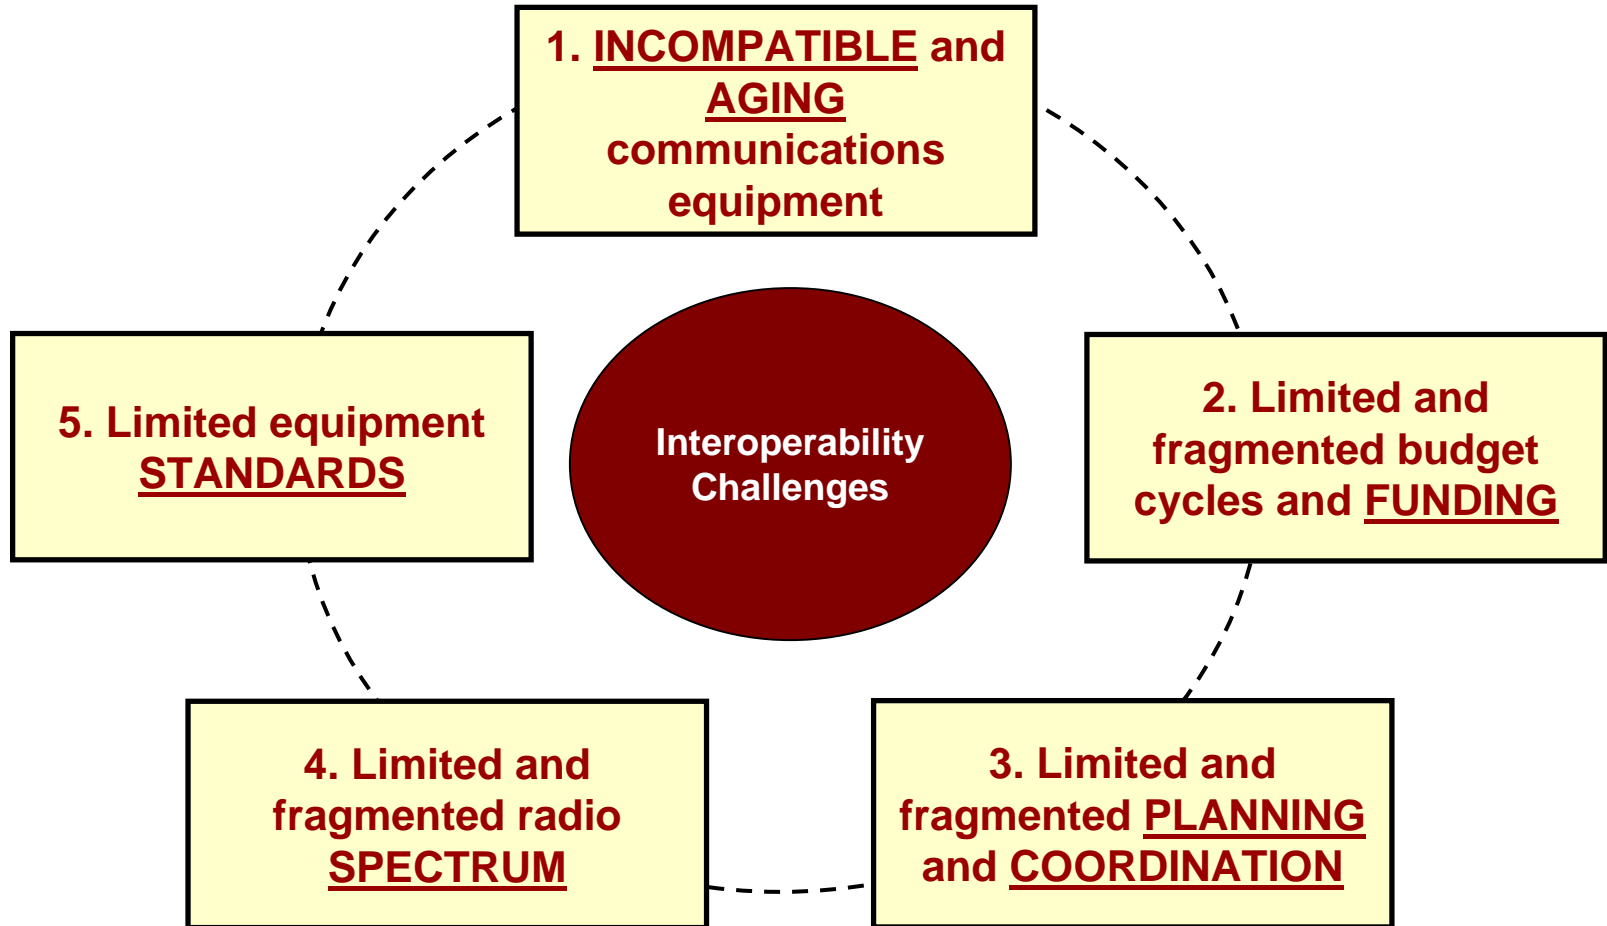 1. INCOMPATIBLE and
AGING
communications
equipment
Interoperability
Challenges
2. Limited and
fragmented budget
cycles and FUNDING
3. Limited and
fragmented PLANNING
and COORDINATION
4. Limited and
fragmented radio
SPECTRUM
5. Limited equipment
STANDARDS